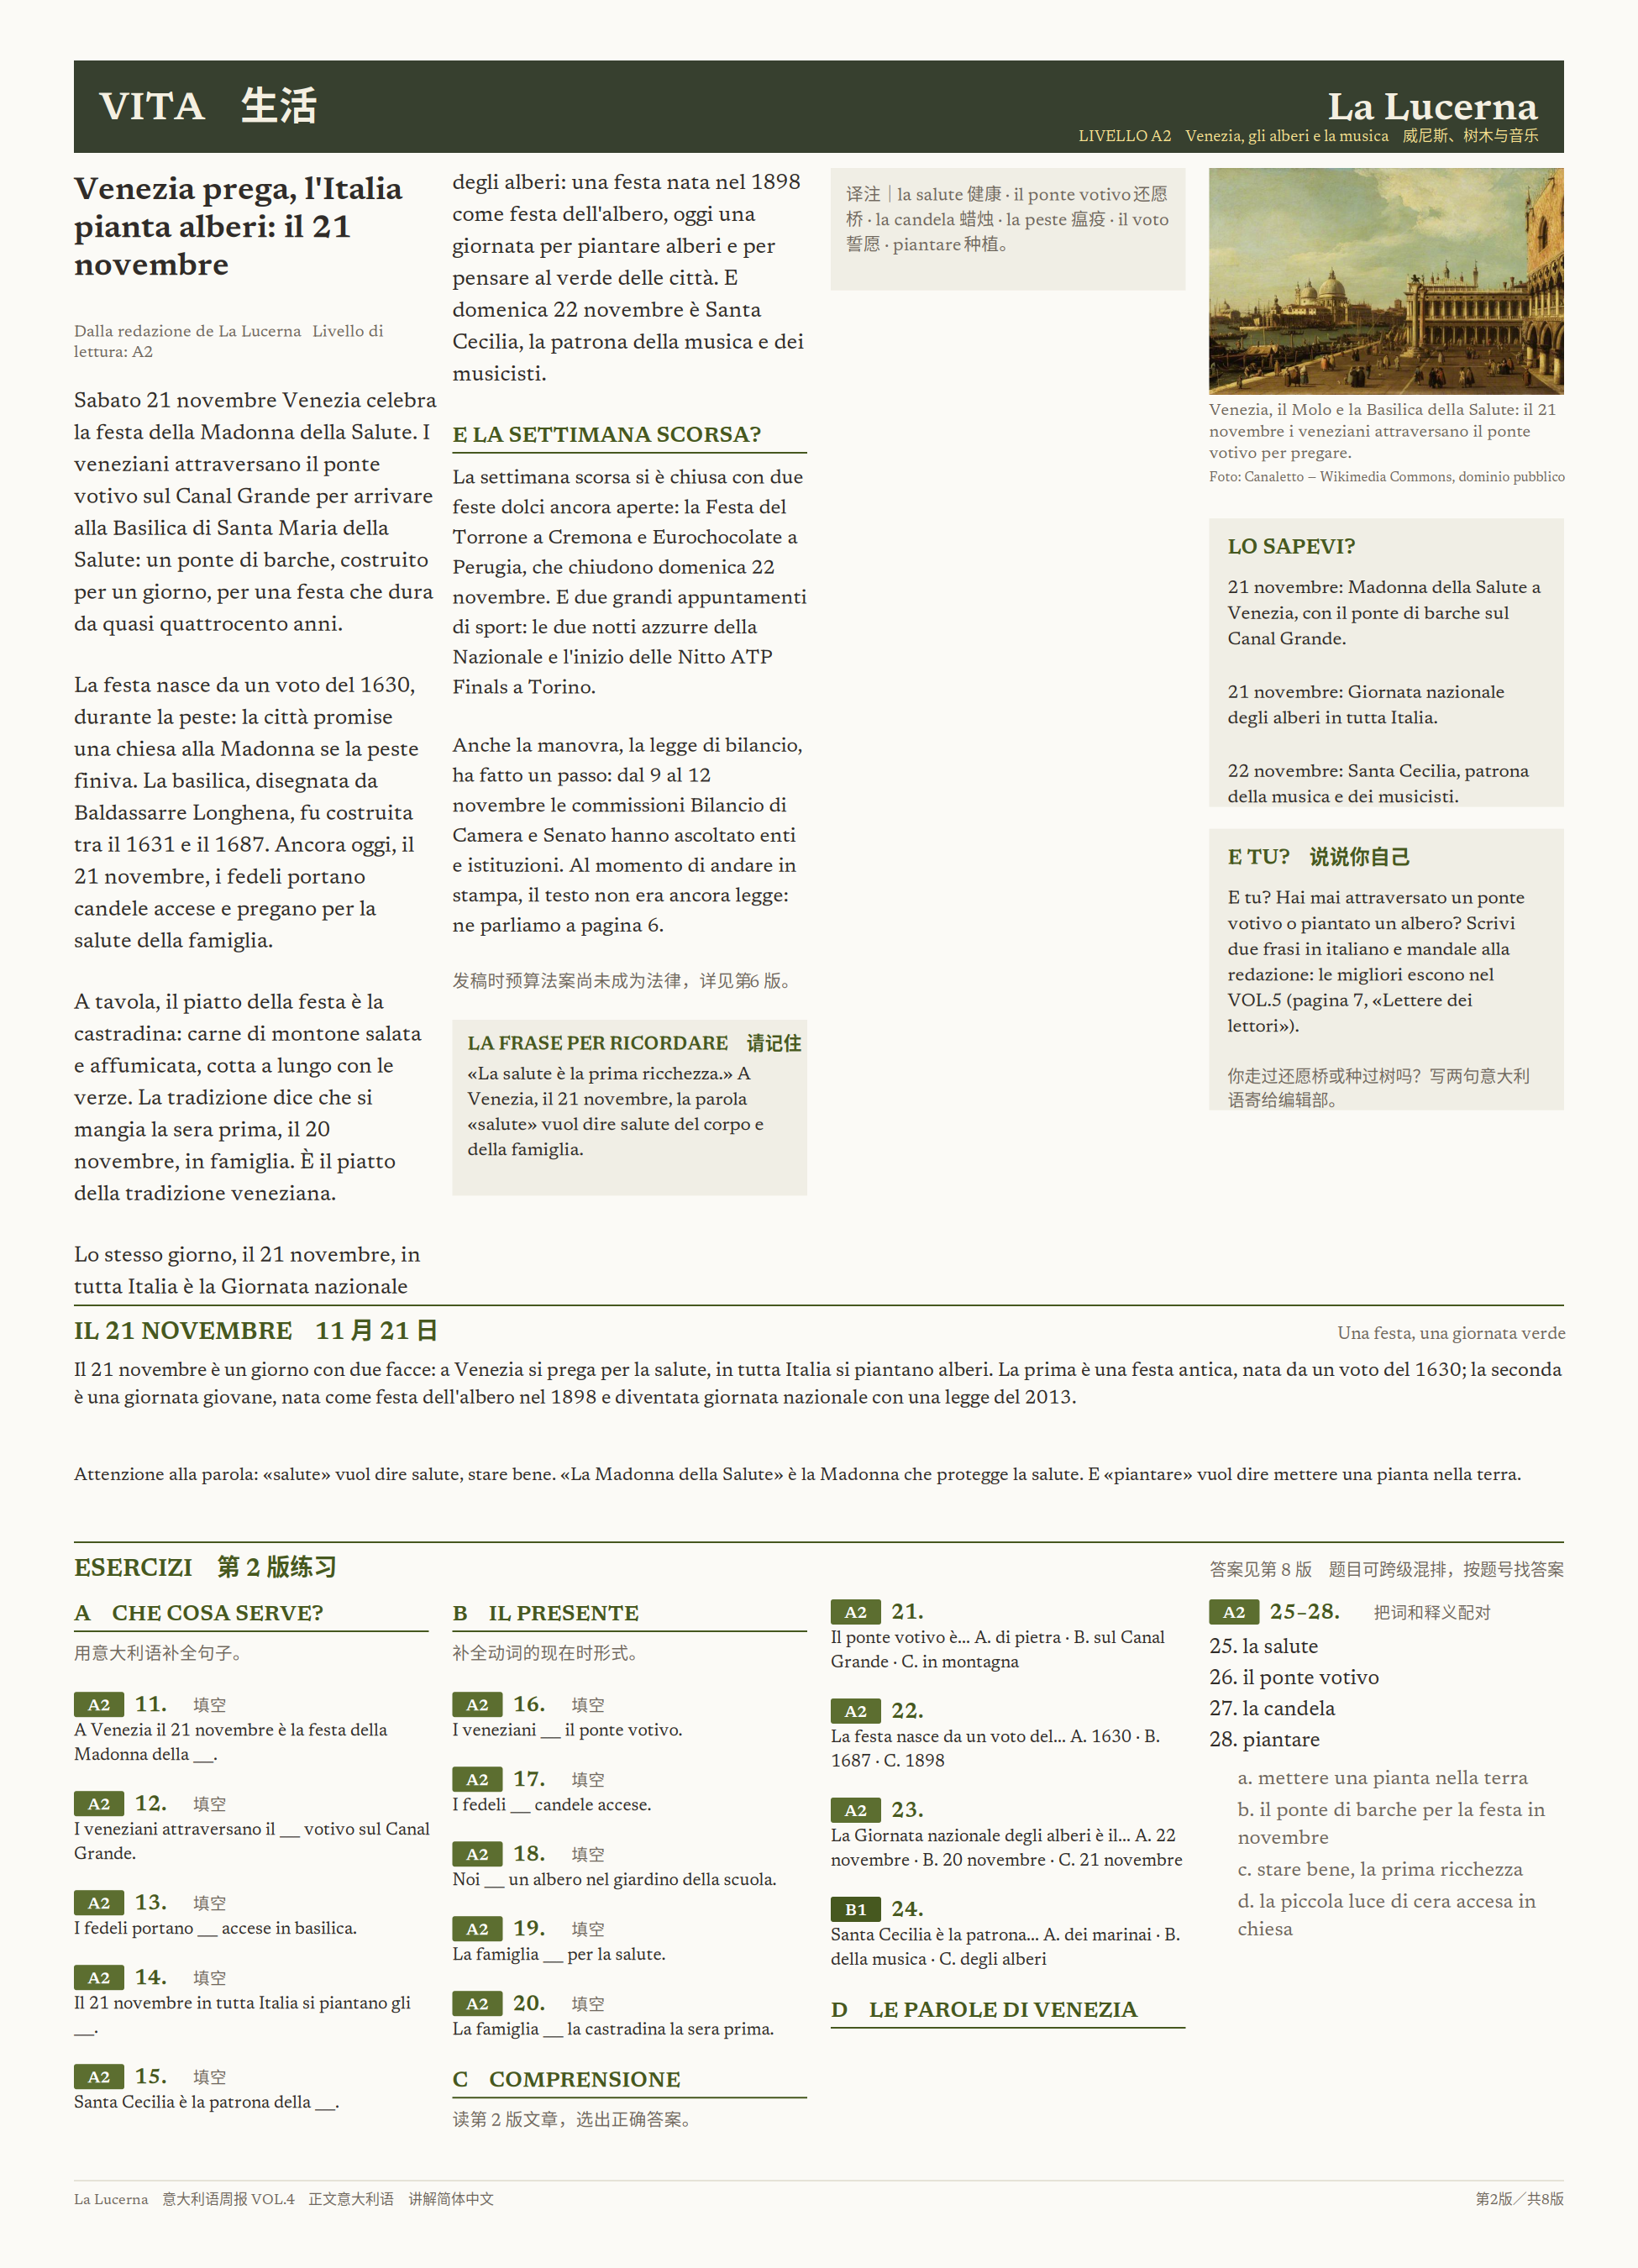 VITA 生活
La Lucerna
LIVELLO A2 Venezia, gli alberi e la musica 威尼斯、树木与音乐
Venezia prega, l'Italia
pianta alberi: il 21
novembre
Dalla redazione de La Lucerna Livello di
lettura: A2
Sabato 21 novembre Venezia celebra
la festa della Madonna della Salute. I
veneziani attraversano il ponte
votivo sul Canal Grande per arrivare
alla Basilica di Santa Maria della
Salute: un ponte di barche, costruito
per un giorno, per una festa che dura
da quasi quattrocento anni.
La festa nasce da un voto del 1630,
durante la peste: la città promise
una chiesa alla Madonna se la peste
finiva. La basilica, disegnata da
Baldassarre Longhena, fu costruita
tra il 1631 e il 1687. Ancora oggi, il
21 novembre, i fedeli portano
candele accese e pregano per la
salute della famiglia.
A tavola, il piatto della festa è la
castradina: carne di montone salata
e affumicata, cotta a lungo con le
verze. La tradizione dice che si
mangia la sera prima, il 20
novembre, in famiglia. È il piatto
della tradizione veneziana.
Lo stesso giorno, il 21 novembre, in
tutta Italia è la Giornata nazionale
degli alberi: una festa nata nel 1898
come festa dell'albero, oggi una
giornata per piantare alberi e per
pensare al verde delle città. E
domenica 22 novembre è Santa
Cecilia, la patrona della musica e dei
musicisti.
E LA SETTIMANA SCORSA?
La settimana scorsa si è chiusa con due
feste dolci ancora aperte: la Festa del
Torrone a Cremona e Eurochocolate a
Perugia, che chiudono domenica 22
novembre. E due grandi appuntamenti
di sport: le due notti azzurre della
Nazionale e l'inizio delle Nitto ATP
Finals a Torino.
Anche la manovra, la legge di bilancio,
ha fatto un passo: dal 9 al 12
novembre le commissioni Bilancio di
Camera e Senato hanno ascoltato enti
e istituzioni. Al momento di andare in
stampa, il testo non era ancora legge:
ne parliamo a pagina 6.
发稿时预算法案尚未成为法律，详见第6 版。
LA FRASE PER RICORDARE 请记住
«La salute è la prima ricchezza.» A
Venezia, il 21 novembre, la parola
«salute» vuol dire salute del corpo e
della famiglia.
译注｜la salute 健康 · il ponte votivo 还愿
桥 · la candela 蜡烛 · la peste 瘟疫 · il voto
誓愿 · piantare 种植。
Venezia, il Molo e la Basilica della Salute: il 21
novembre i veneziani attraversano il ponte
votivo per pregare.
Foto: Canaletto – Wikimedia Commons, dominio pubblico
LO SAPEVI?
21 novembre: Madonna della Salute a
Venezia, con il ponte di barche sul
Canal Grande.
21 novembre: Giornata nazionale
degli alberi in tutta Italia.
22 novembre: Santa Cecilia, patrona
della musica e dei musicisti.
E TU? 说说你自己
E tu? Hai mai attraversato un ponte
votivo o piantato un albero? Scrivi
due frasi in italiano e mandale alla
redazione: le migliori escono nel
VOL.5 (pagina 7, «Lettere dei
lettori»).
你走过还愿桥或种过树吗？写两句意大利
语寄给编辑部。
IL 21 NOVEMBRE 11 月 21 日
Una festa, una giornata verde
Il 21 novembre è un giorno con due facce: a Venezia si prega per la salute, in tutta Italia si piantano alberi. La prima è una festa antica, nata da un voto del 1630; la seconda
è una giornata giovane, nata come festa dell'albero nel 1898 e diventata giornata nazionale con una legge del 2013.
Attenzione alla parola: «salute» vuol dire salute, stare bene. «La Madonna della Salute» è la Madonna che protegge la salute. E «piantare» vuol dire mettere una pianta nella terra.
ESERCIZI 第 2 版练习
答案见第 8 版 题目可跨级混排，按题号找答案
A CHE COSA SERVE?
用意大利语补全句子。
A2 11. 填空
A Venezia il 21 novembre è la festa della
Madonna della ___.
A2 12. 填空
I veneziani attraversano il ___ votivo sul Canal
Grande.
A2 13. 填空
I fedeli portano ___ accese in basilica.
A2 14. 填空
Il 21 novembre in tutta Italia si piantano gli
___.
A2 15. 填空
Santa Cecilia è la patrona della ___.
B IL PRESENTE
补全动词的现在时形式。
A2 16. 填空
I veneziani ___ il ponte votivo.
A2 17. 填空
I fedeli ___ candele accese.
A2 18. 填空
Noi ___ un albero nel giardino della scuola.
A2 19. 填空
La famiglia ___ per la salute.
A2 20. 填空
La famiglia ___ la castradina la sera prima.
C COMPRENSIONE
读第 2 版文章，选出正确答案。
A2 21.
Il ponte votivo è... A. di pietra · B. sul Canal
Grande · C. in montagna
A2 22.
La festa nasce da un voto del... A. 1630 · B.
1687 · C. 1898
A2 23.
La Giornata nazionale degli alberi è il... A. 22
novembre · B. 20 novembre · C. 21 novembre
B1 24.
Santa Cecilia è la patrona... A. dei marinai · B.
della musica · C. degli alberi
D LE PAROLE DI VENEZIA
A2 25–28. 把词和释义配对
25. la salute
26. il ponte votivo
27. la candela
28. piantare
a. mettere una pianta nella terra
b. il ponte di barche per la festa in
novembre
c. stare bene, la prima ricchezza
d. la piccola luce di cera accesa in
chiesa
La Lucerna 意大利语周报 VOL.4 正文意大利语 讲解简体中文
第2版／共8版